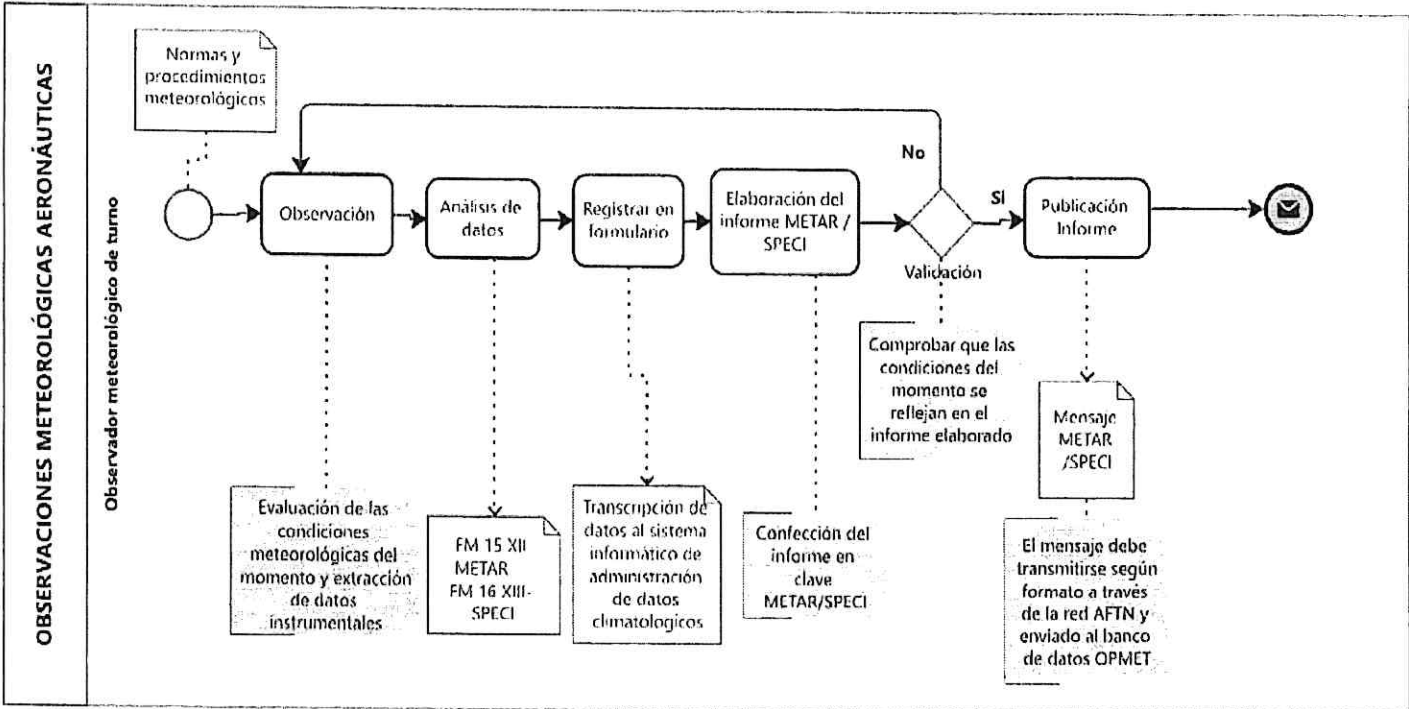 OBSERVACIONES METEOROLÓGICAS AERONÁUTICAS
Observador meteorológico de turno
Normas y
procedimientos
meteorológicos
Observación
Análisis de
datos
Registrar en
formulario
Elaboración del
informe METAR /
SPECI
No
Validación
Si
Publicación
Informe
Evaluación de las
condiciones
meteorológicas del
momento y extracción
de datos
instrumentales
FM 15 XII
METAR
FM 16 XIII-
SPECI
Transcripción de
datos al sistema
informático de
administración
de datos
climatologicos
Confección del
informe en
clave
METAR/SPECI
Comprobar que las
condiciones del
momento se
reflejan en el
informe elaborado
Mensaje
METAR
/SPECI
El mensaje debe
transmitirse según
formato a través
de la red AFTN y
enviado al banco
de datos OPMET